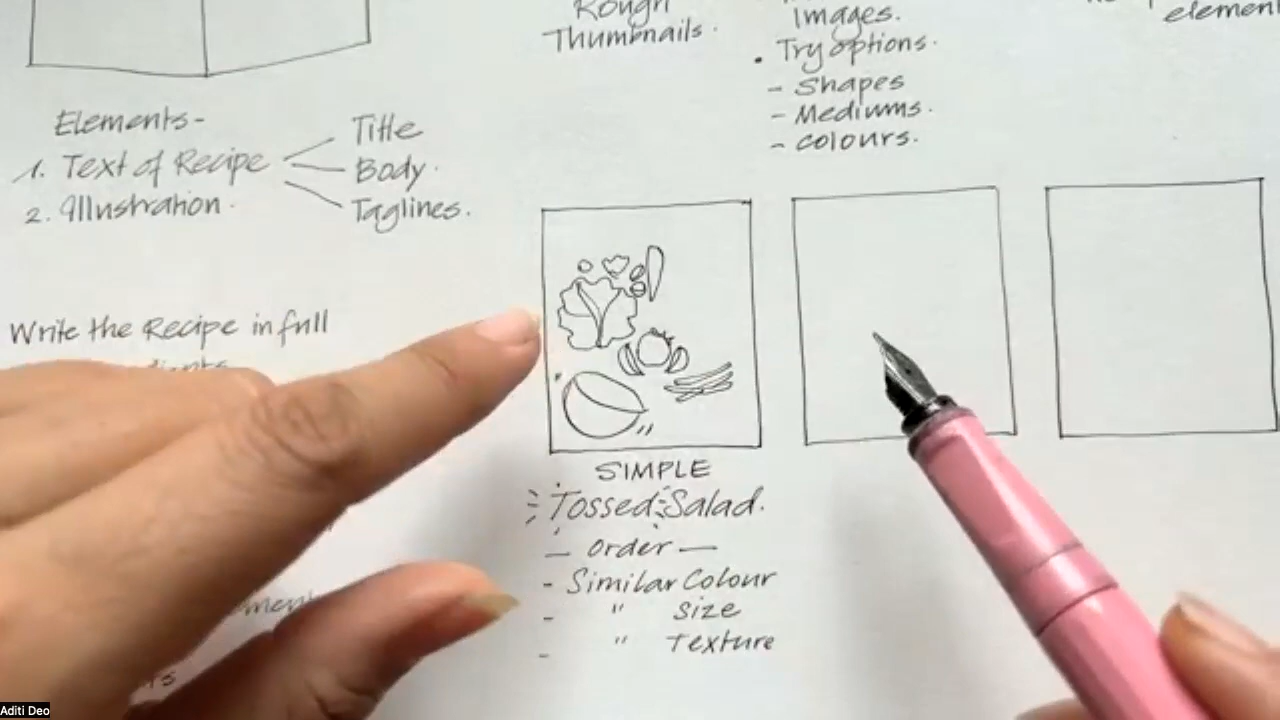 Rough
Thumbnails.
Images.
• Try options.
- Shapes
- Mediums.
- colours.
element
Elements-
1. Text of Recipe
Title
Body.
Taglines.
2. Illustration.
Write the Recipe in full
SIMPLE
Tossed Salad.
— Order —
- Similar Colour
- " Size
- " Texture
-
Aditi Deo